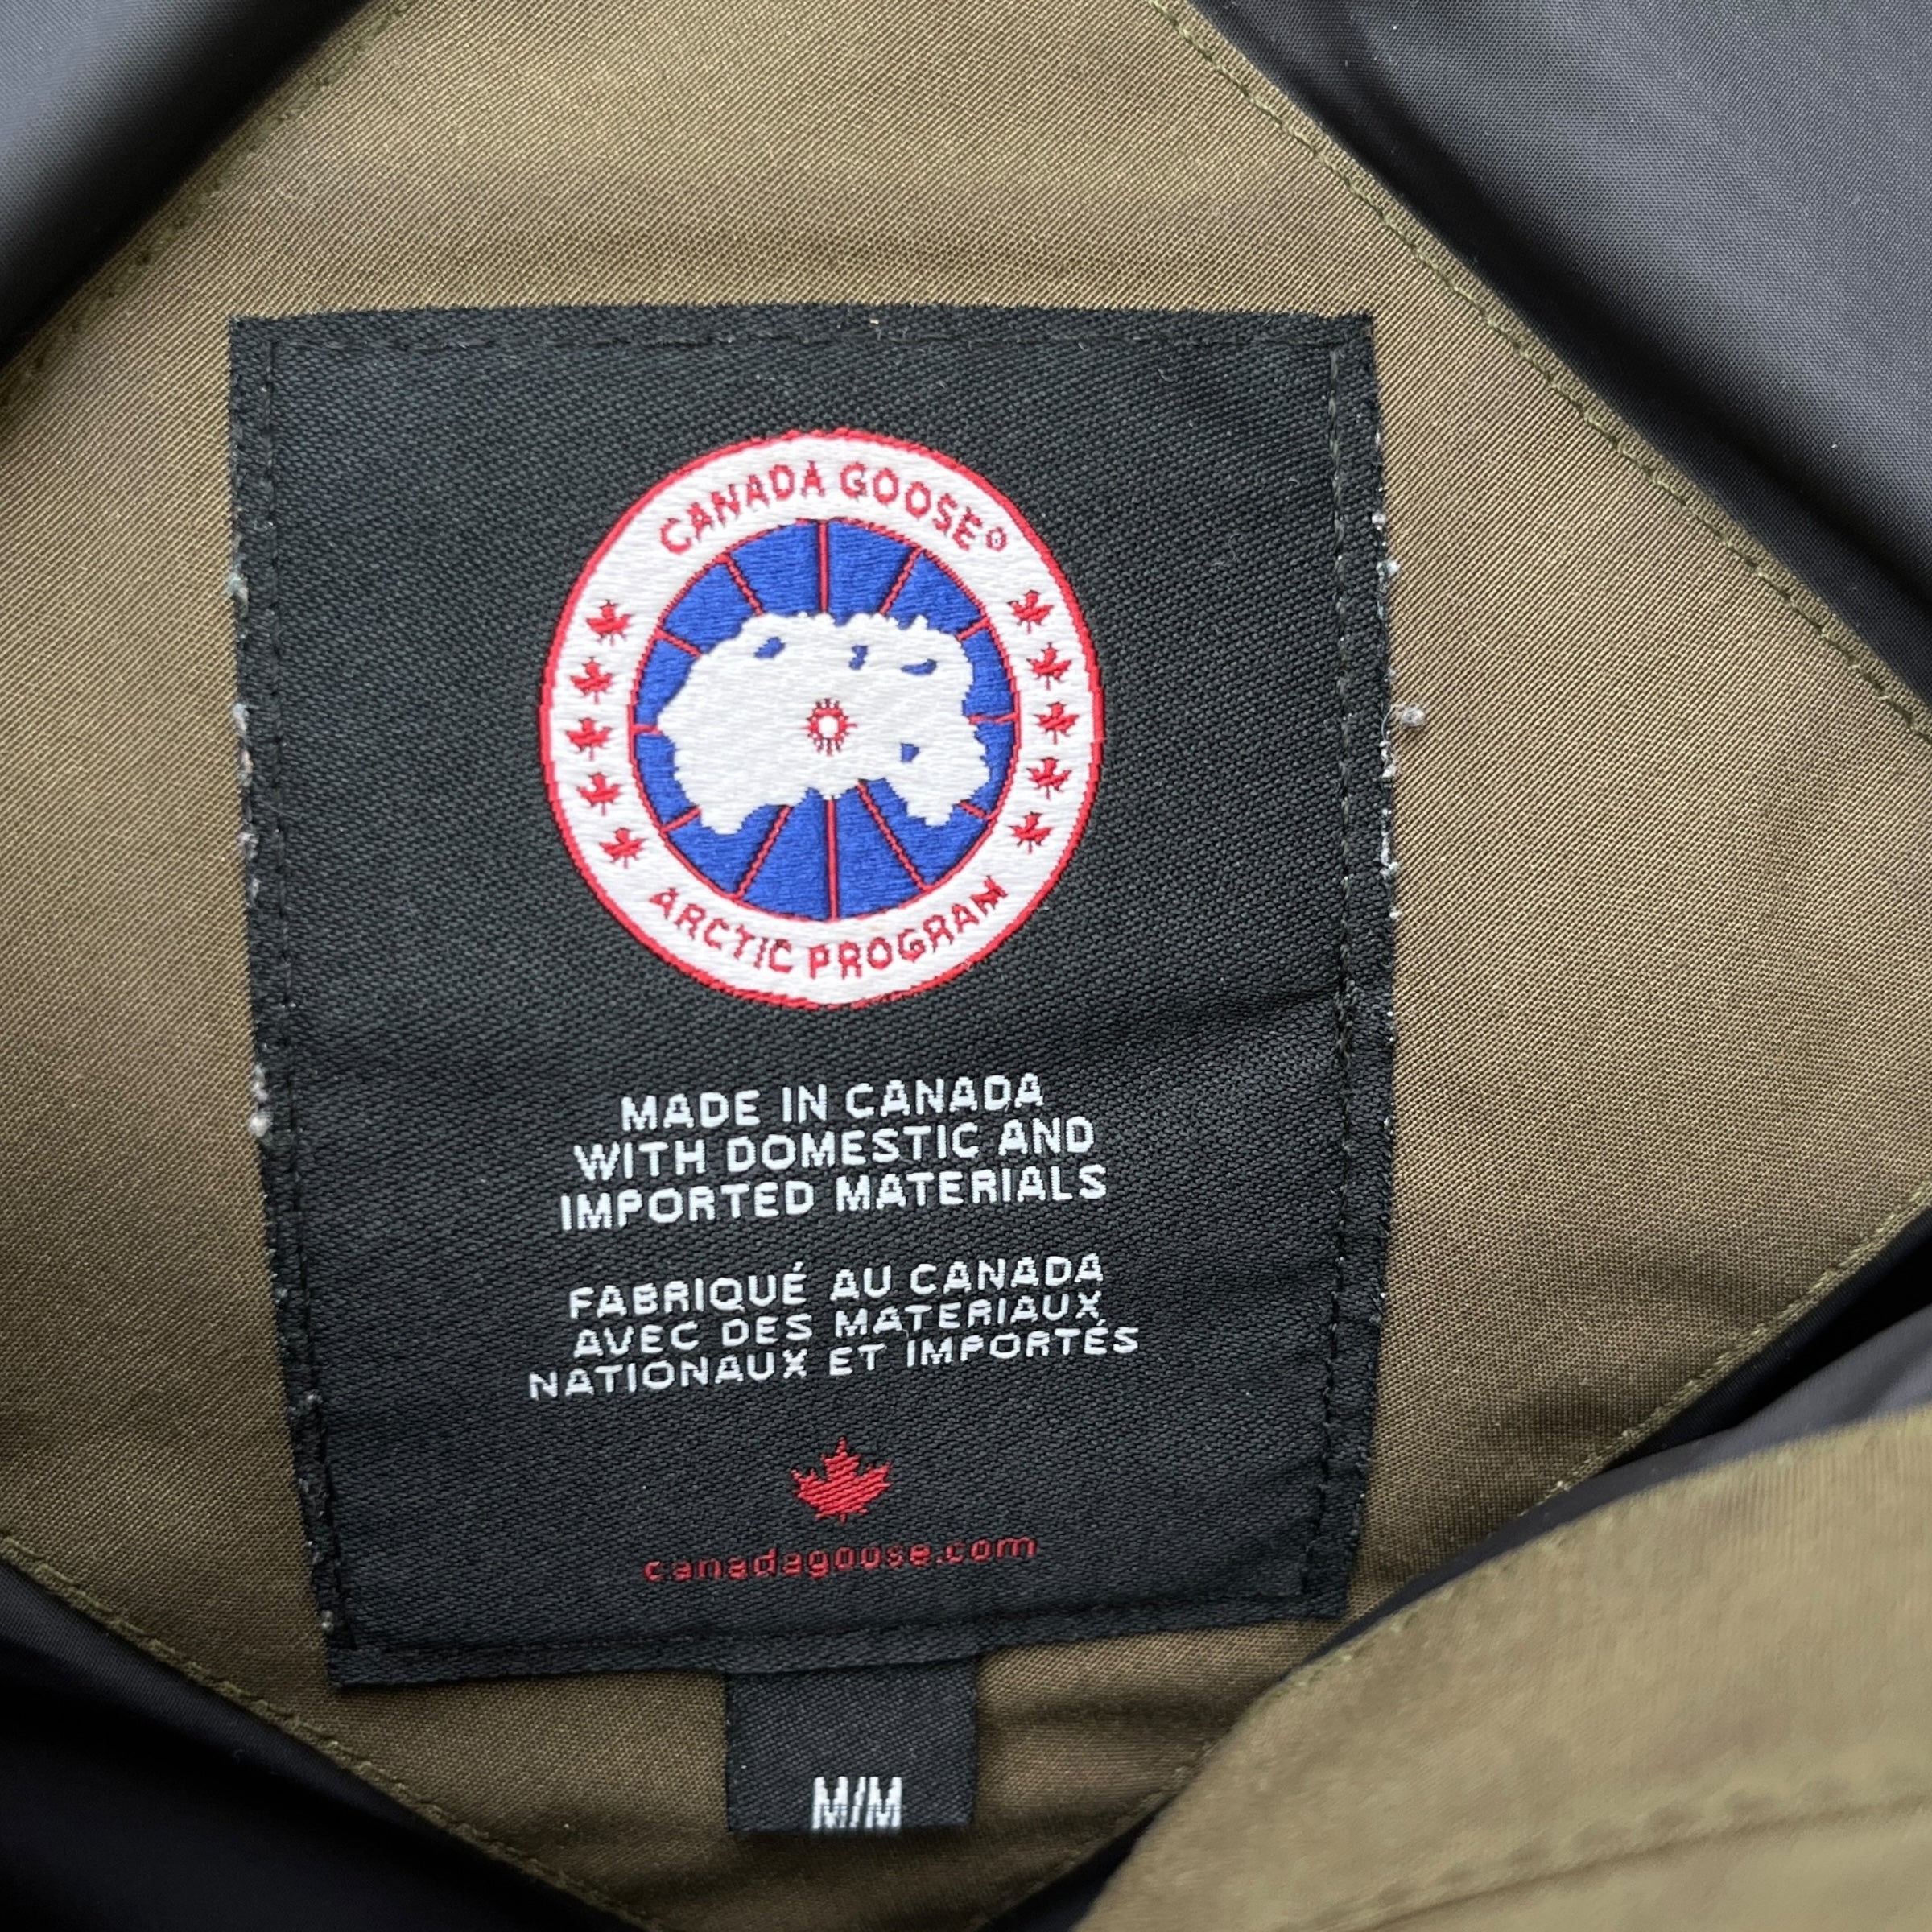 CANADA GOOSE®
ARCTIC PROGRAM
MADE IN CANADA
WITH DOMESTIC AND
IMPORTED MATERIALS
FABRIQUÉ AU CANADA
AVEC DES MATERIAUX
NATIONAUX ET IMPORTÉS
canadagoose.com
M/M